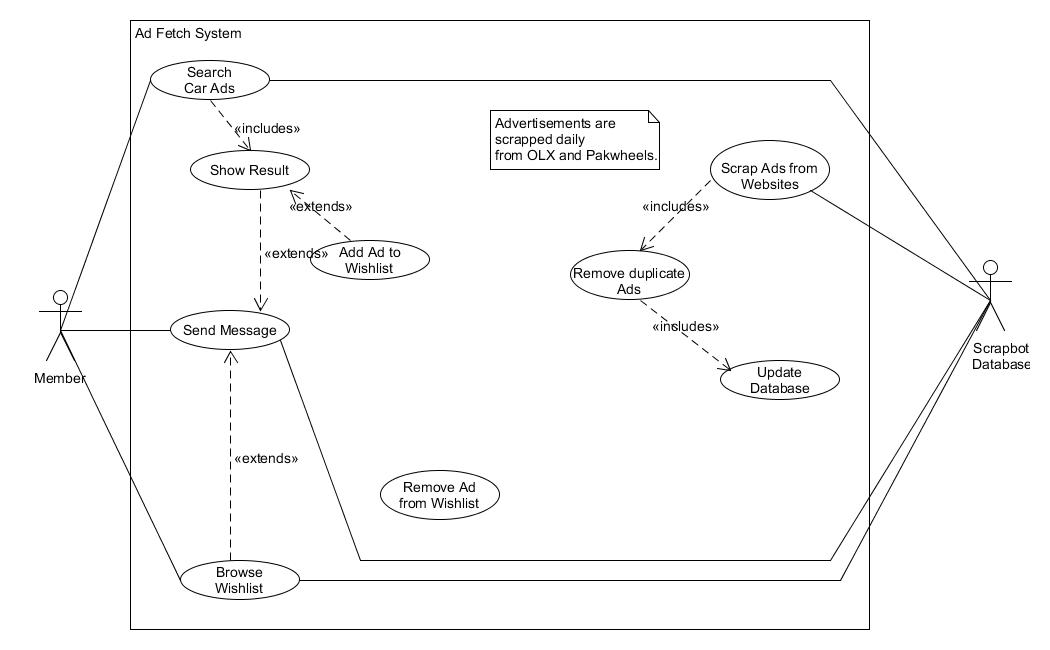 Ad Fetch System
Search
Car Ads
«includes»
Show Result
Advertisements are
scrapped daily
from OLX and Pakwheels.
Scrap Ads from
Websites
«includes»
«extends»
«extends»
Add Ad to
Wishlist
Remove duplicate
Ads
«includes»
Send Message
Member
Scrapbot
Database
Update
Database
«extends»
Remove Ad
from Wishlist
Browse
Wishlist